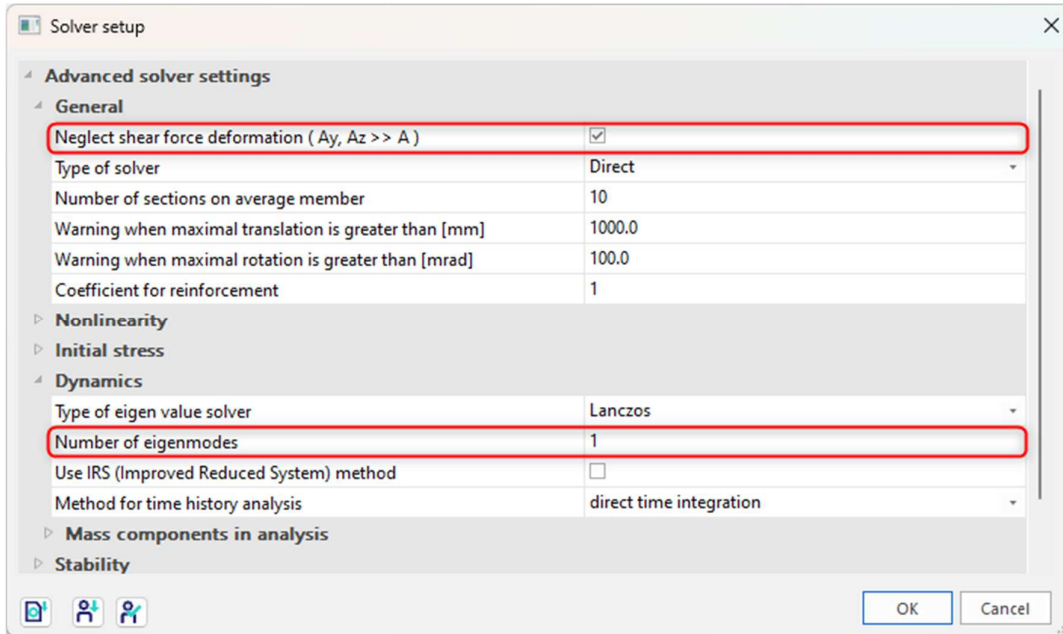 Solver setup
Advanced solver settings
General
Neglect shear force deformation ( Ay, Az >> A )
Type of solver Direct
Number of sections on average member 10
Warning when maximal translation is greater than [mm] 1000.0
Warning when maximal rotation is greater than [mrad] 100.0
Coefficient for reinforcement 1
Nonlinearity
Initial stress
Dynamics
Type of eigen value solver Lanczos
Number of eigenmodes 1
Use IRS (Improved Reduced System) method
Method for time history analysis direct time integration
Mass components in analysis
Stability
OK Cancel